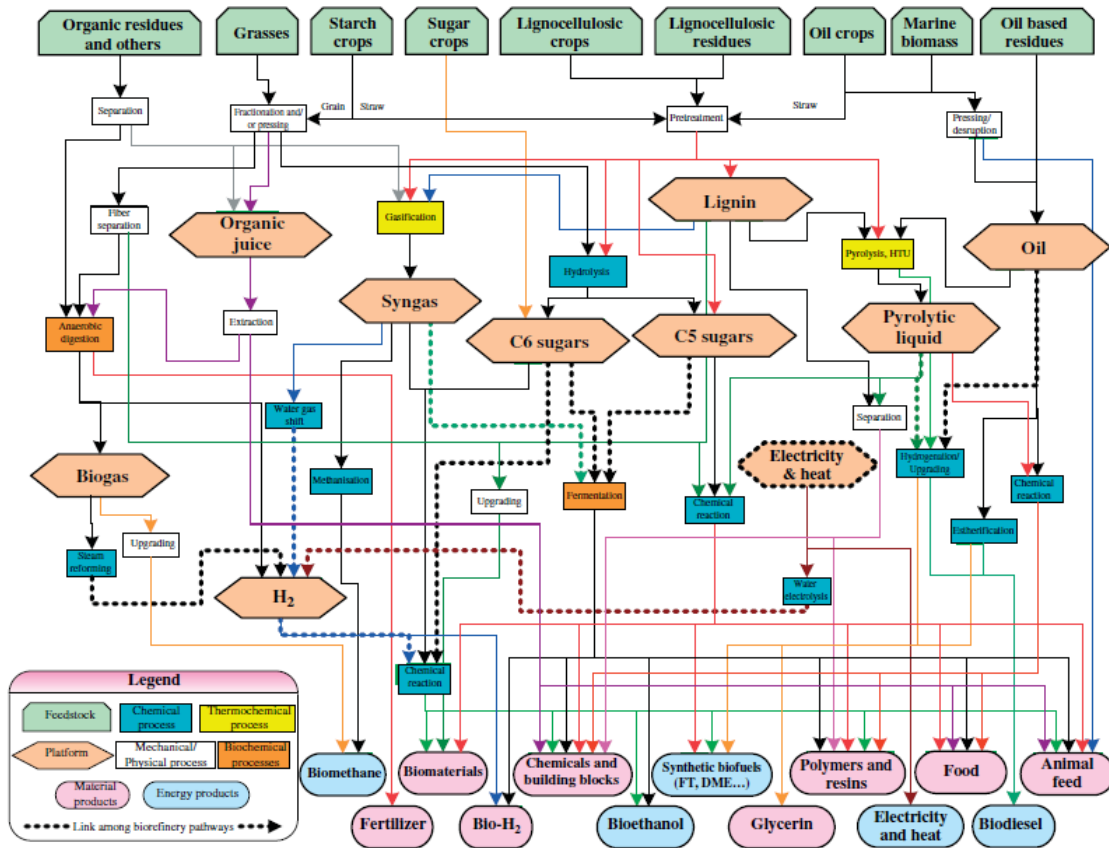 Organic residues
and others
Grasses
Starch
crops
Sugar
crops
Lignocellulosic
crops
Lignocellulosic
residues
Oil crops
Marine
biomass
Oil based
residues
Separation
Fractionation and/
or pressing
Grain
Straw
Pretreatment
Straw
Pressing/
desruption
Fiber
separation
Organic
juice
Gasification
Lignin
Hydrolysis
Pyrolysis, HTU
Oil
Anaerobic
digestion
Extraction
Syngas
C6 sugars
C5 sugars
Pyrolytic
liquid
Water gas
shift
Separation
Biogas
Methanisation
Upgrading
Fermentation
Electricity
& heat
Chemical
reaction
Hydrogenation/
Upgrading
Chemical
reaction
Steam
reforming
Upgrading
Estherification
H2
Water
electrolysis
Chemical
reaction
Legend
Feedstock
Chemical
process
Thermochemical
process
Platform
Mechanical/
Physical process
Biochemical
processes
Material
products
Energy products
Link among biorefinery pathways
Biomethane
Biomaterials
Chemicals and
building blocks
Synthetic biofuels
(FT, DME...)
Polymers and
resins
Food
Animal
feed
Fertilizer
Bio-H2
Bioethanol
Glycerin
Electricity
and heat
Biodiesel